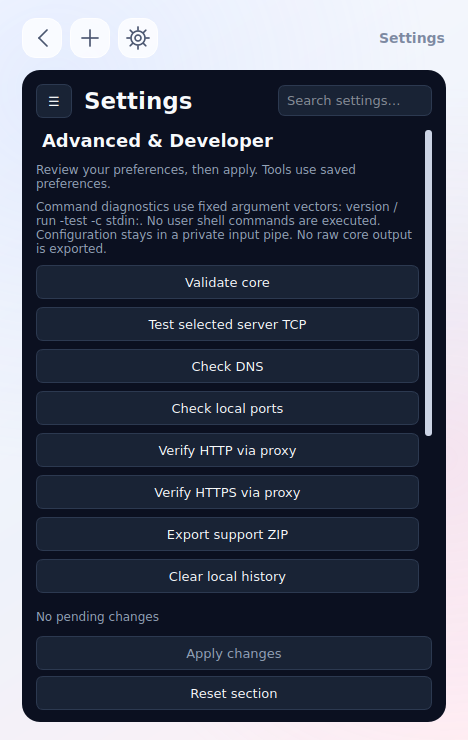 Settings
Settings
Search settings...
Advanced & Developer
Review your preferences, then apply. Tools use saved
preferences.
Command diagnostics use fixed argument vectors: version /
run -test -c stdin:. No user shell commands are executed.
Configuration stays in a private input pipe. No raw core output
is exported.
Validate core
Test selected server TCP
Check DNS
Check local ports
Verify HTTP via proxy
Verify HTTPS via proxy
Export support ZIP
Clear local history
No pending changes
Apply changes
Reset section